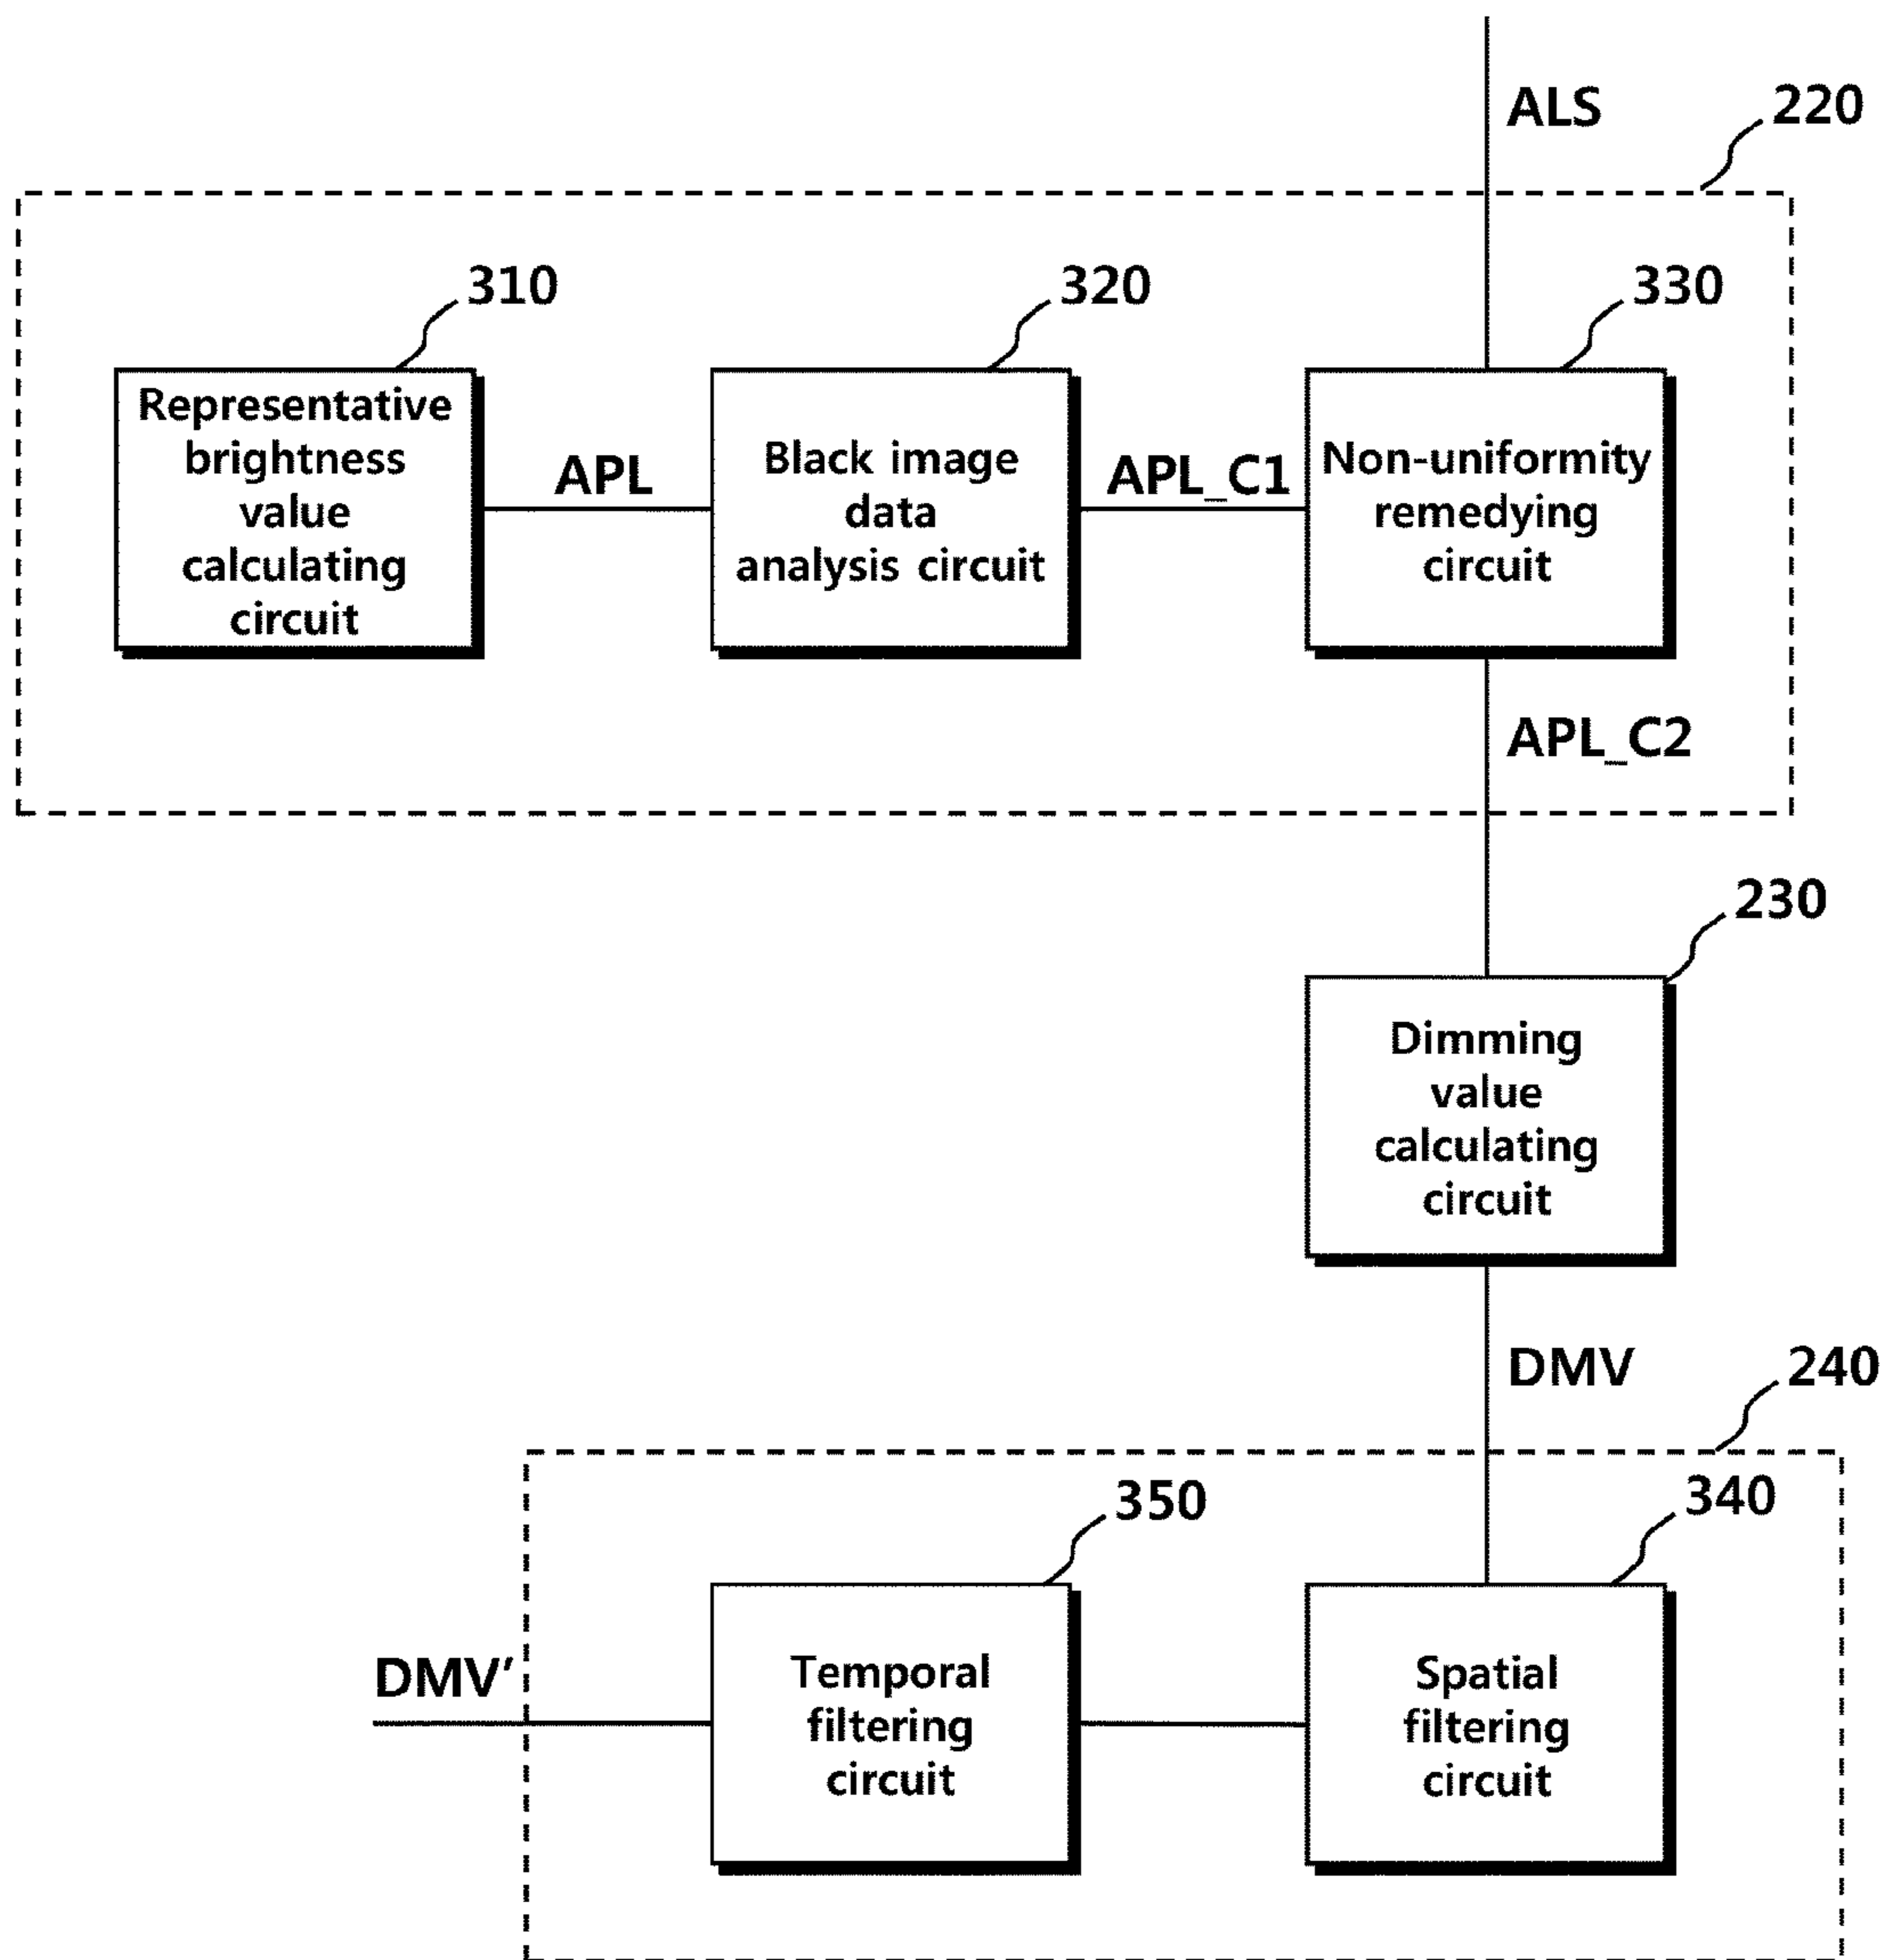 ALS
220
310
320
330
Representative
brightness
value
calculating
circuit
APL
Black image
data
analysis circuit
APL_C1
Non-uniformity
remedying
circuit
APL_C2
230
Dimming
value
calculating
circuit
DMV
240
350
340
DMV'
Temporal
filtering
circuit
Spatial
filtering
circuit